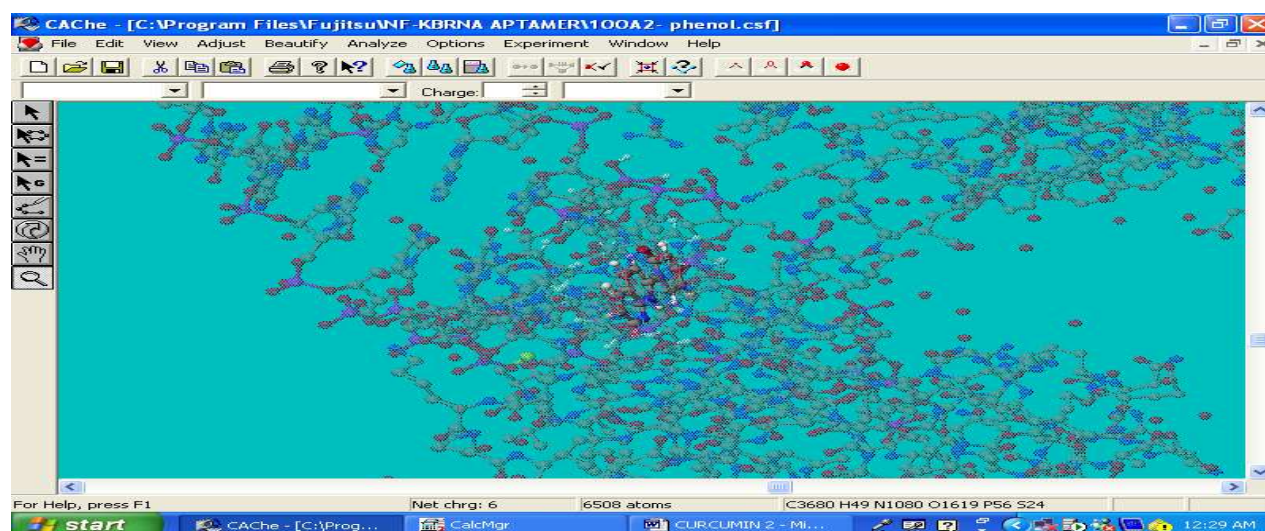 CAChe - [C:\Program Files\Fujitsu\NF-KBRNA APTAMER\1OOA2- phenol.csf]
File Edit View Adjust Beautify Analyze Options Experiment Window Help
Charge:
For Help, press F1 Net chrg: 6 6508 atoms C3680 H49 N1080 O1619 P56 S24
start CAChe - [C:\Prog... CalcMgr CURCUMIN 2 - Mi... 12:29 AM